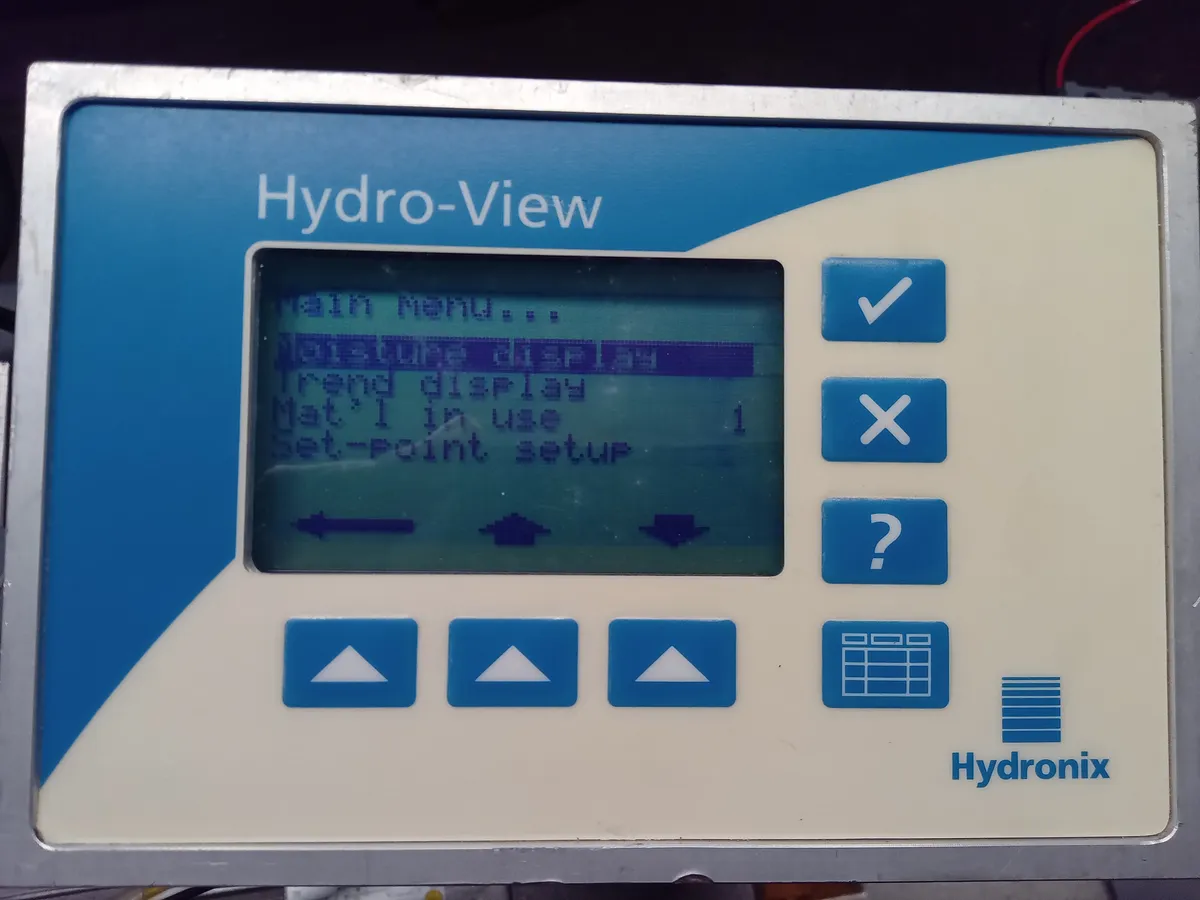 Hydro-View
Main menu...
Moisture display
Trend display
Mat'l in use 1
Set-point setup
?
Hydronix